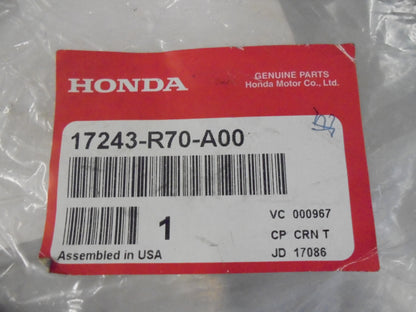 HONDA
GENUINE PARTS
Honda Motor Co., Ltd.
17243-R70-A00
1
VC 000967
CP CRN T
JD 17086
Assembled in USA